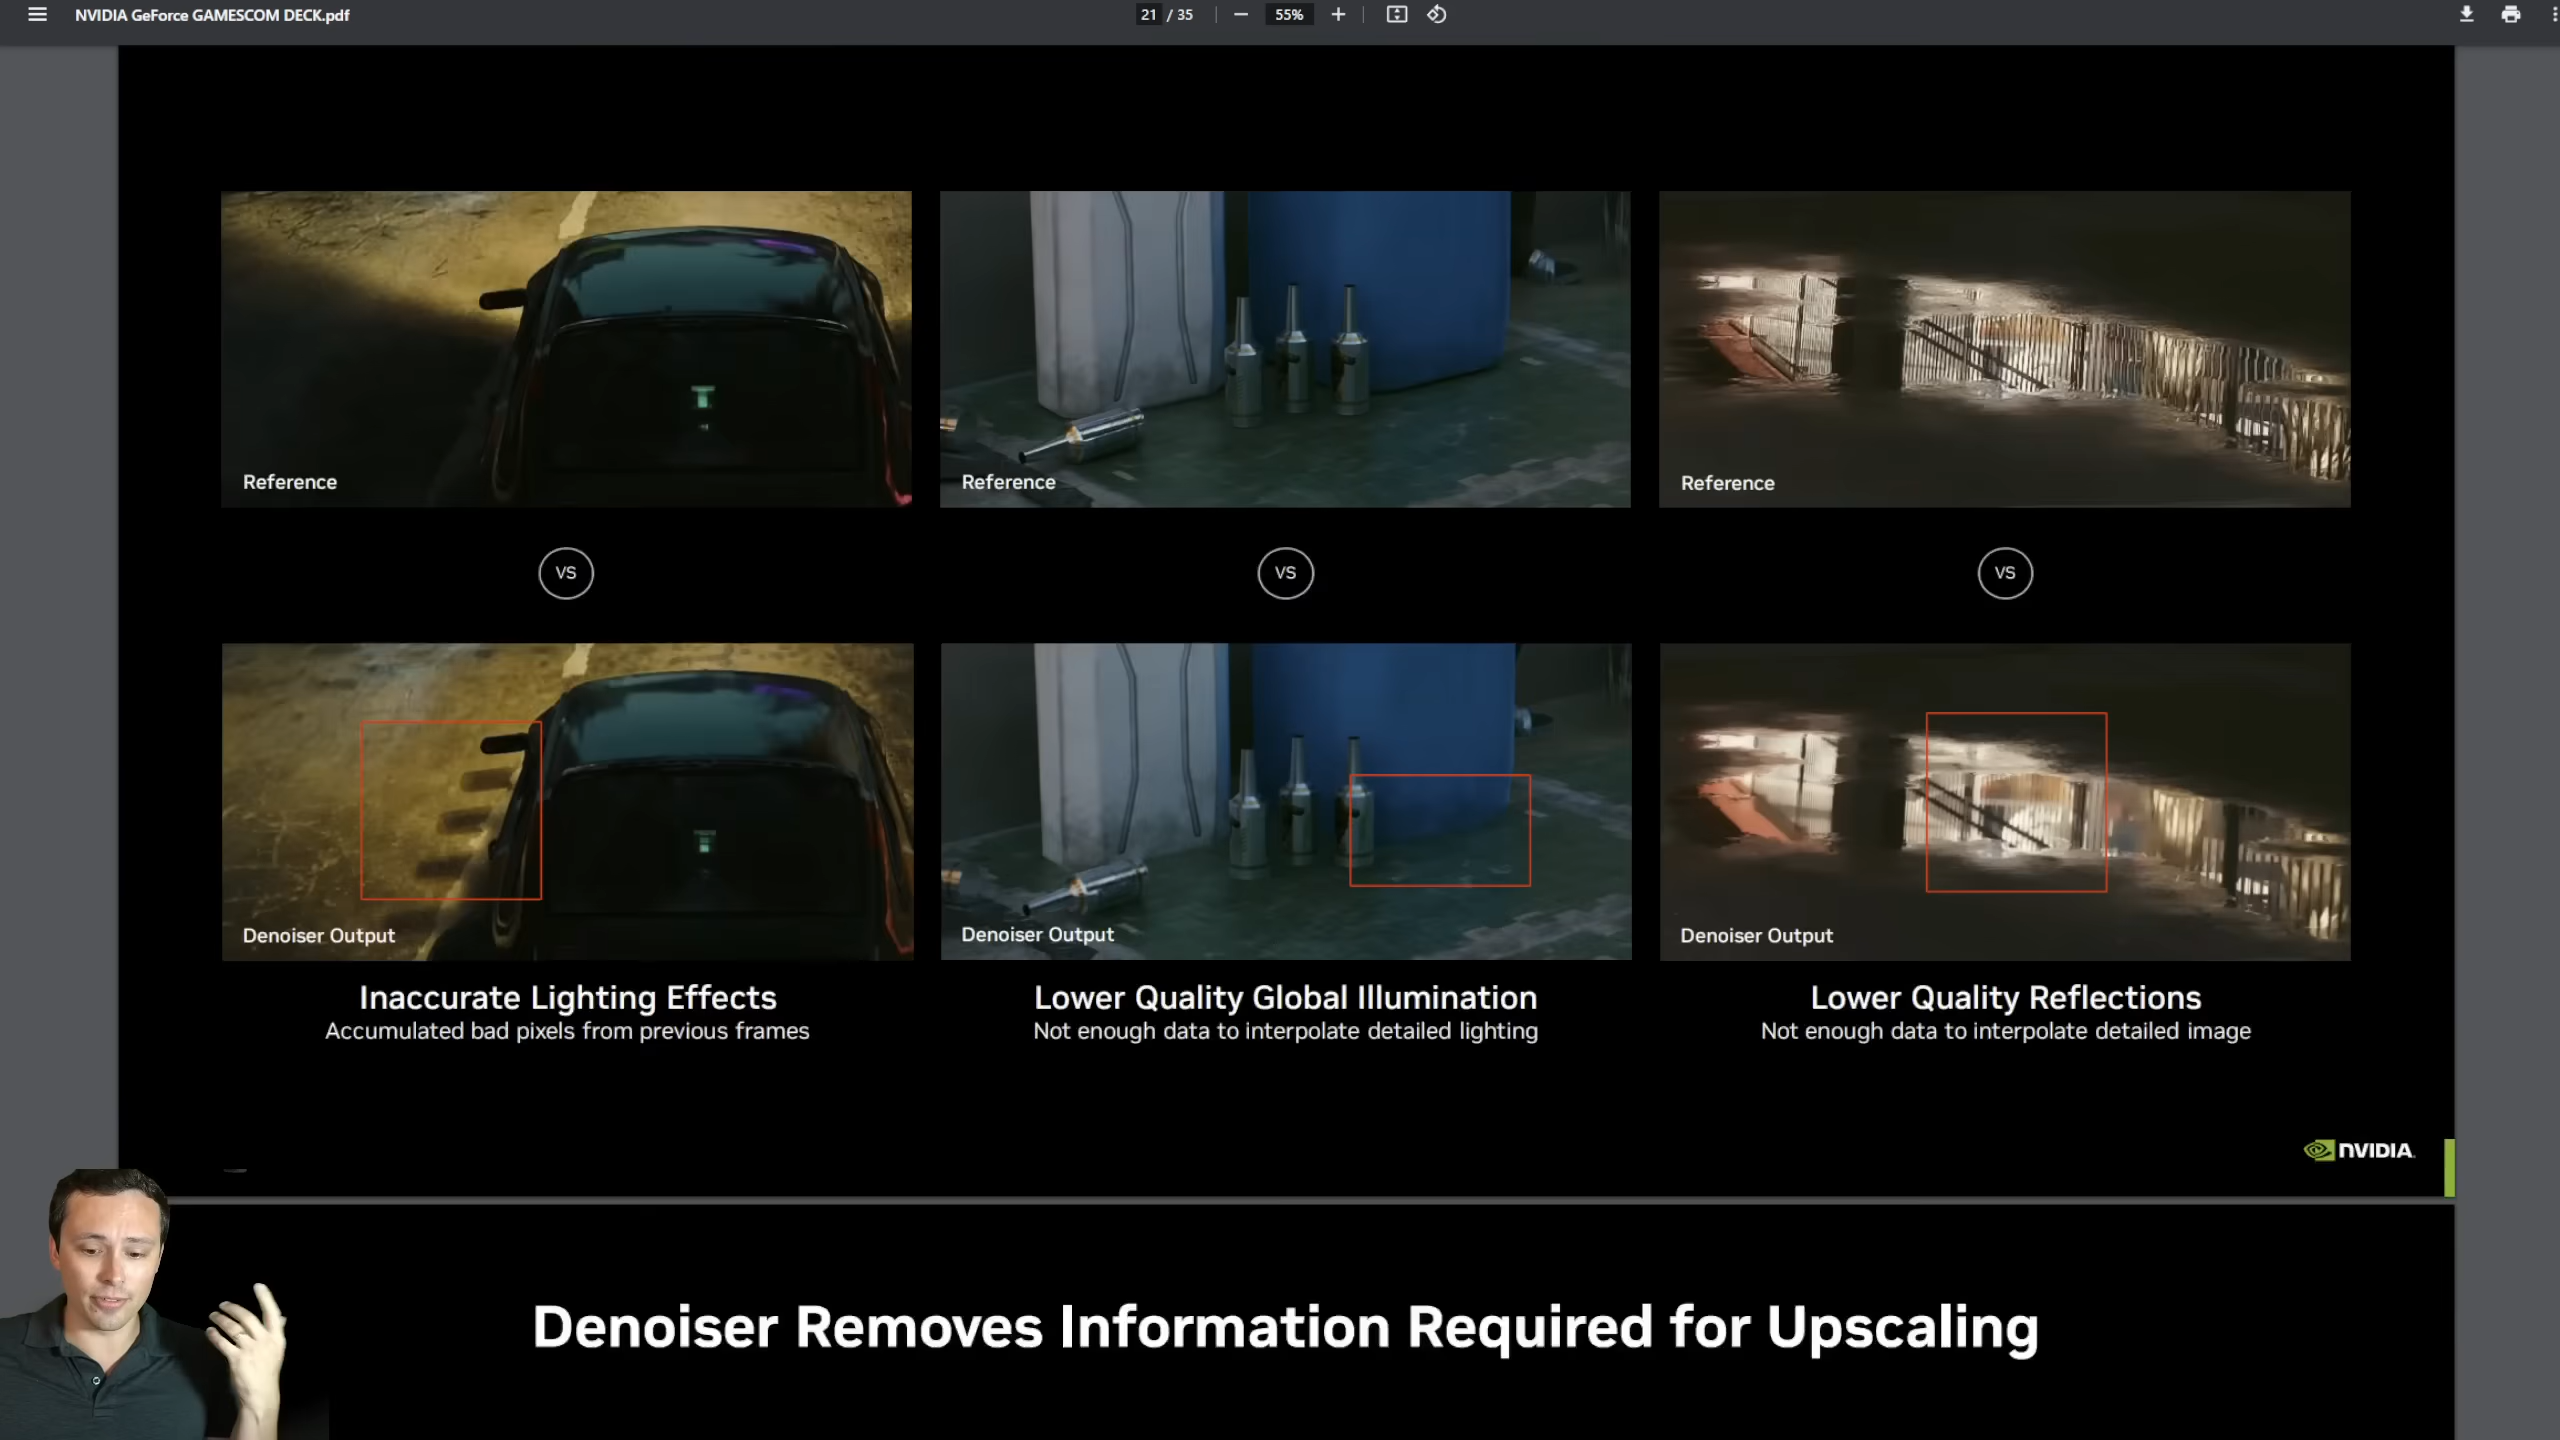 NVIDIA GeForce GAMESCOM DECK.pdf
21 / 35
55%
Reference
Reference
Reference
VS
VS
VS
Denoiser Output
Denoiser Output
Denoiser Output
Inaccurate Lighting Effects
Accumulated bad pixels from previous frames
Lower Quality Global Illumination
Not enough data to interpolate detailed lighting
Lower Quality Reflections
Not enough data to interpolate detailed image
NVIDIA.
Denoiser Removes Information Required for Upscaling